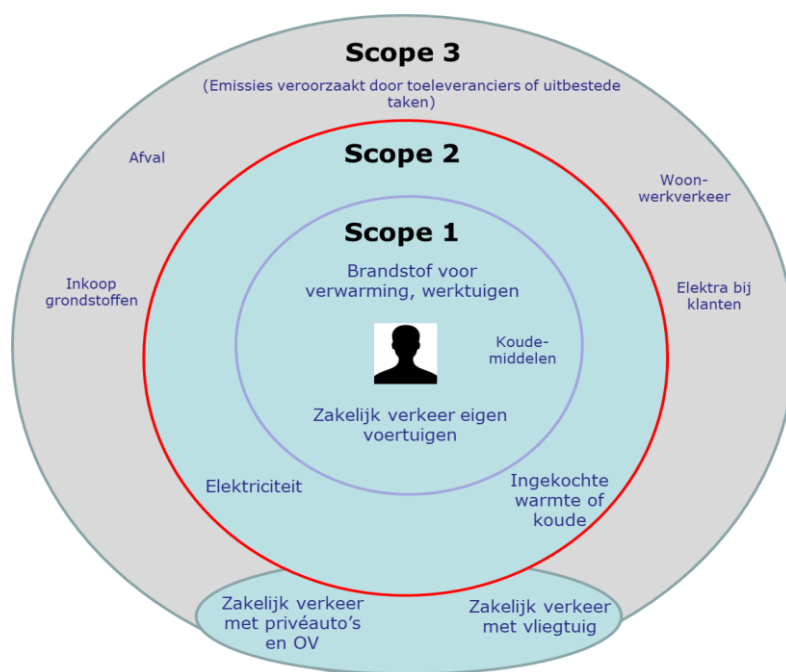 Scope 3
(Emissies veroorzaakt door toeleveranciers of uitbestede
taken)
Afval
Scope 2
Woon-
werkverkeer
Scope 1
Brandstof voor
verwarming, werktuigen
Inkoop
grondstoffen
Elektra bij
klanten
Koude-
middelen
Zakelijk verkeer eigen
voertuigen
Elektriciteit
Ingekochte
warmte of
koude
Zakelijk verkeer
met privéauto’s
en OV
Zakelijk verkeer
met vliegtuig